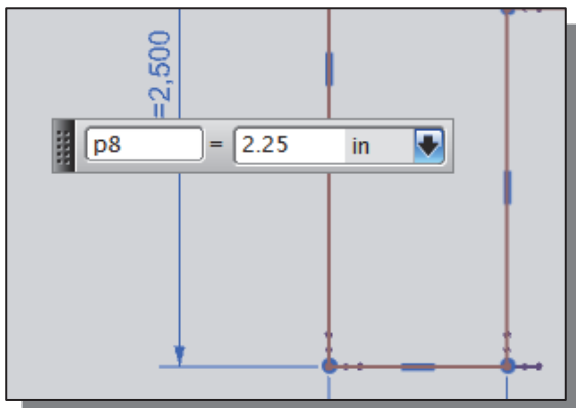 =2,500
p8 = 2.25 in